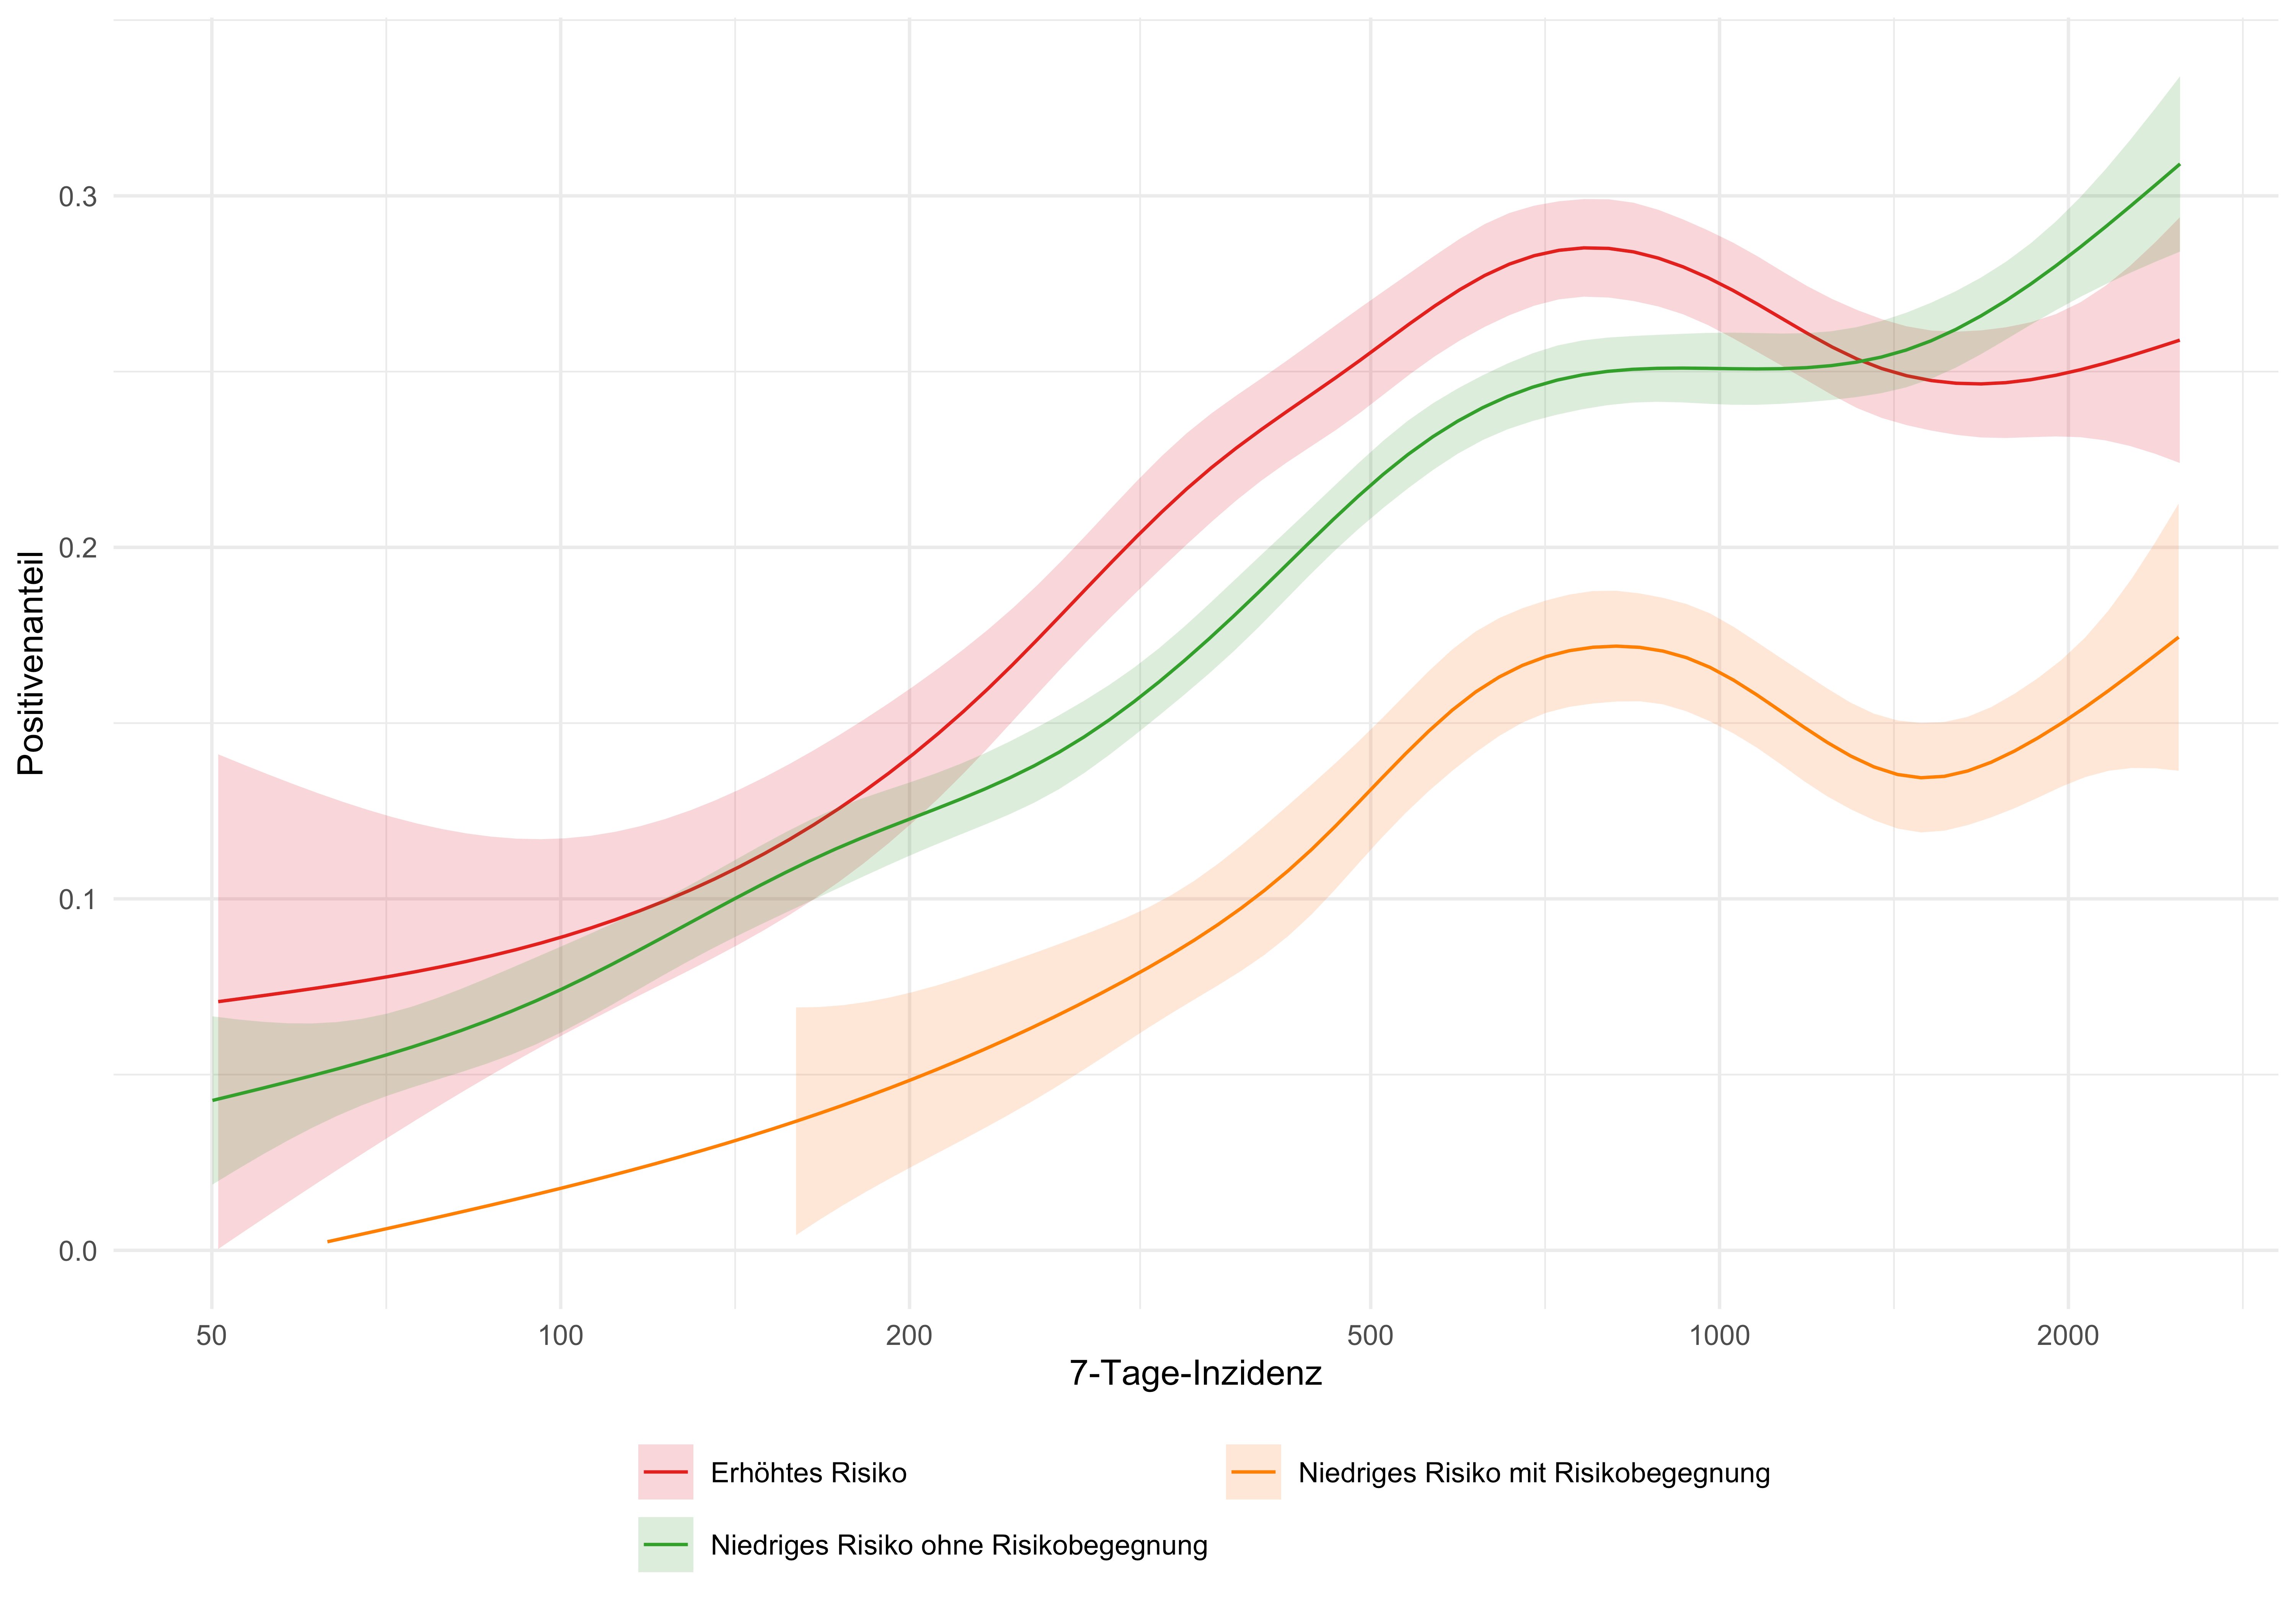 Positivenanteil
0.3
0.2
0.1
0.0
50 100 200 500 1000 2000
7-Tage-Inzidenz
Erhöhtes Risiko
Niedriges Risiko mit Risikobegegnung
Niedriges Risiko ohne Risikobegegnung